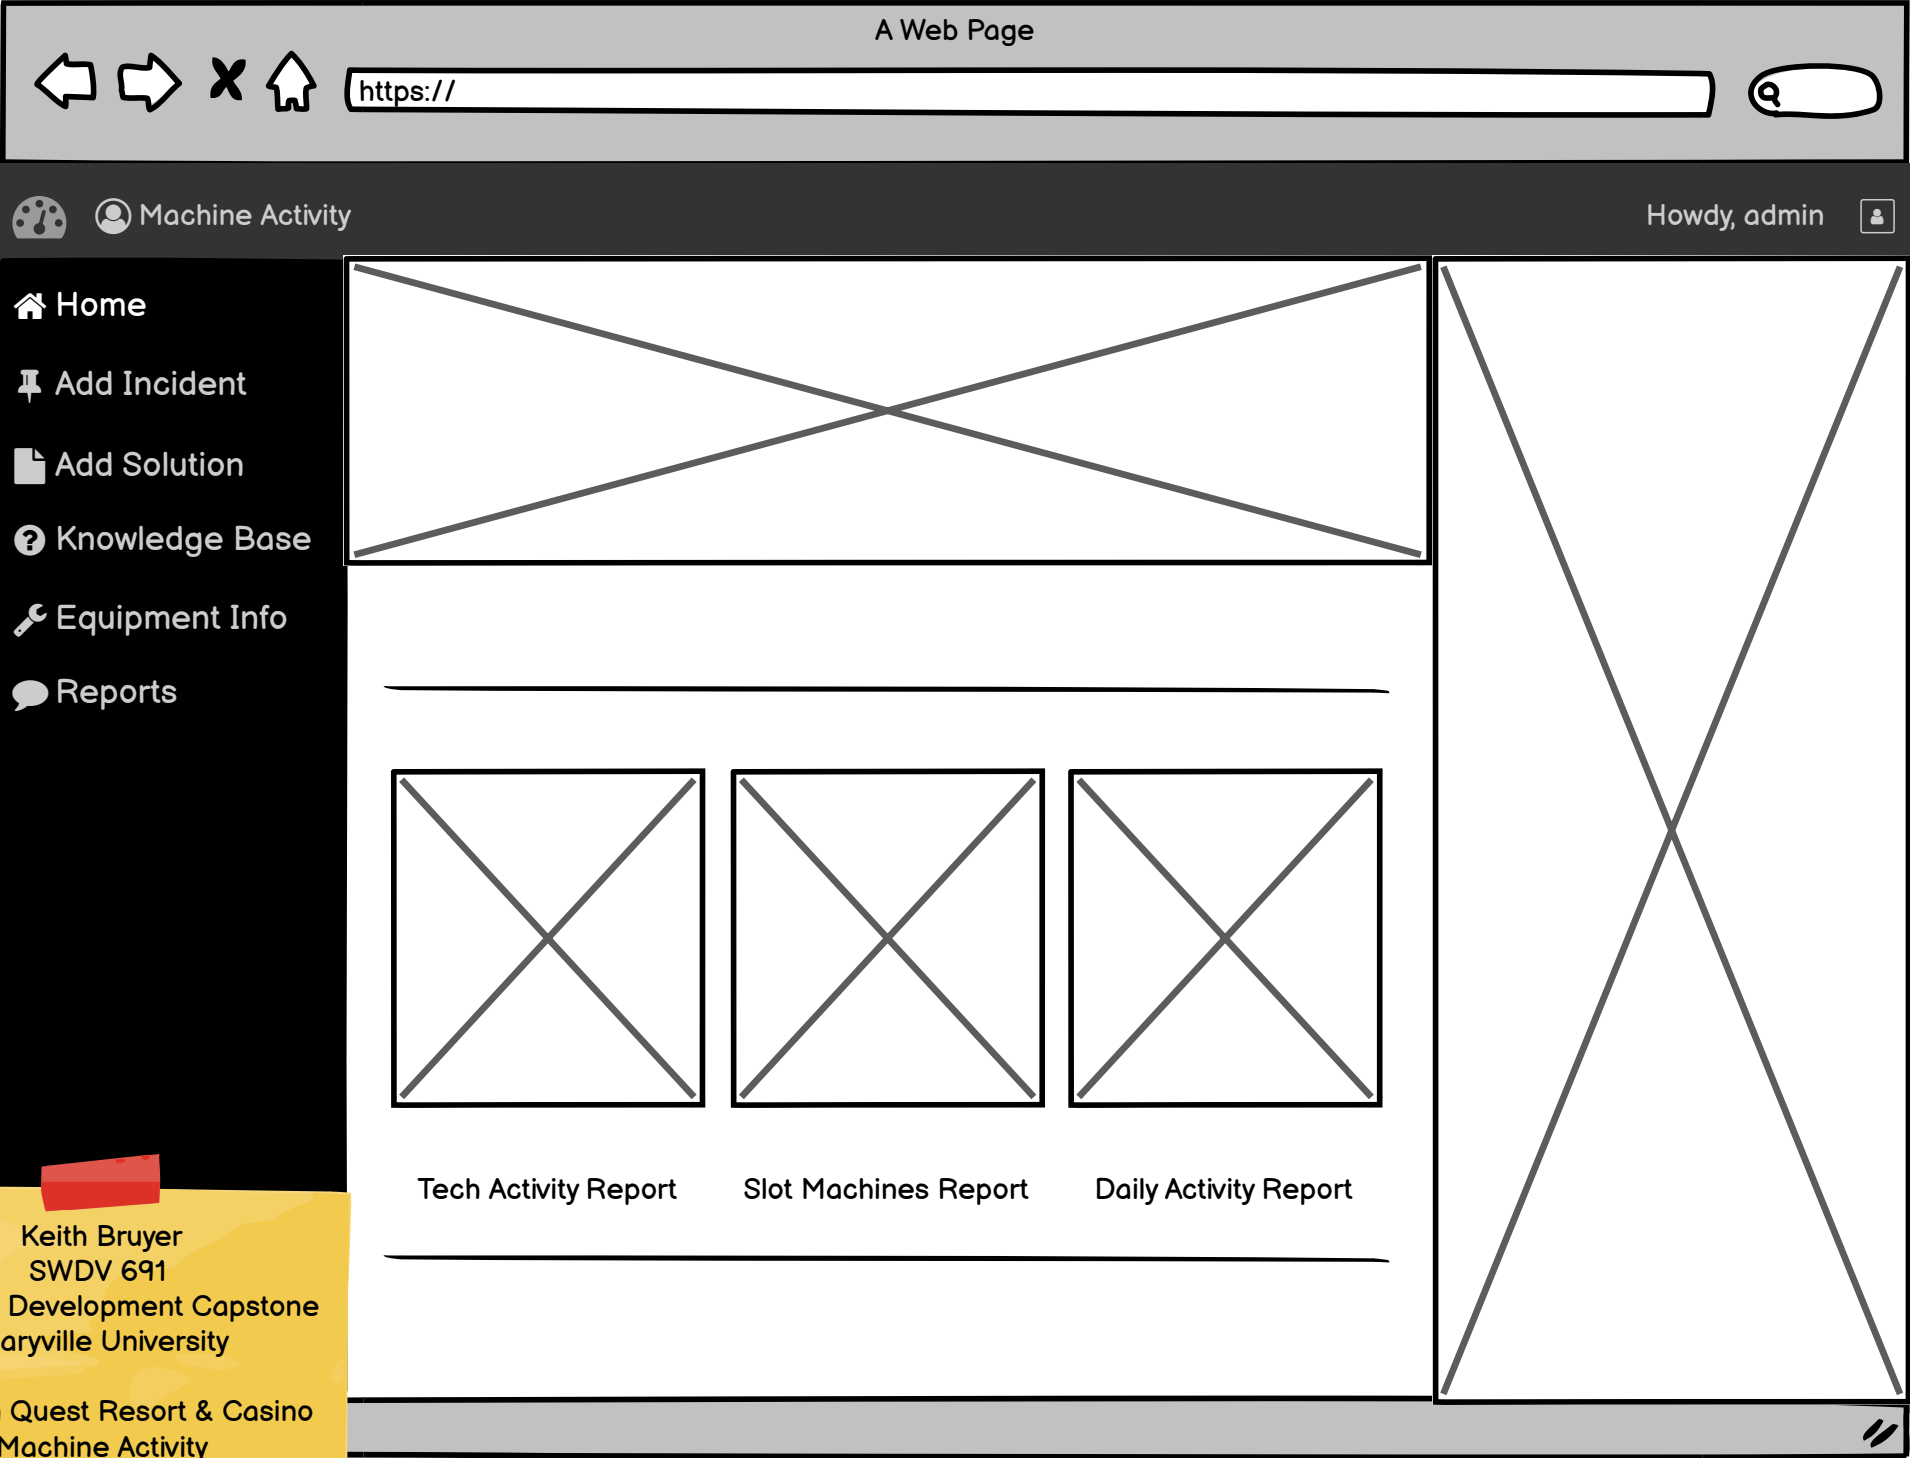 A Web Page
https://
Machine Activity
Howdy, admin
Home
Add Incident
Add Solution
Knowledge Base
Equipment Info
Reports
Tech Activity Report
Slot Machines Report
Daily Activity Report
Keith Bruyer
SWDV 691
Development Capstone
aryville University
Quest Resort & Casino
Machine Activity